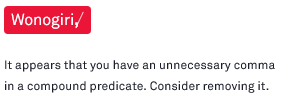 Wonogiri,/
It appears that you have an unnecessary comma
in a compound predicate. Consider removing it.